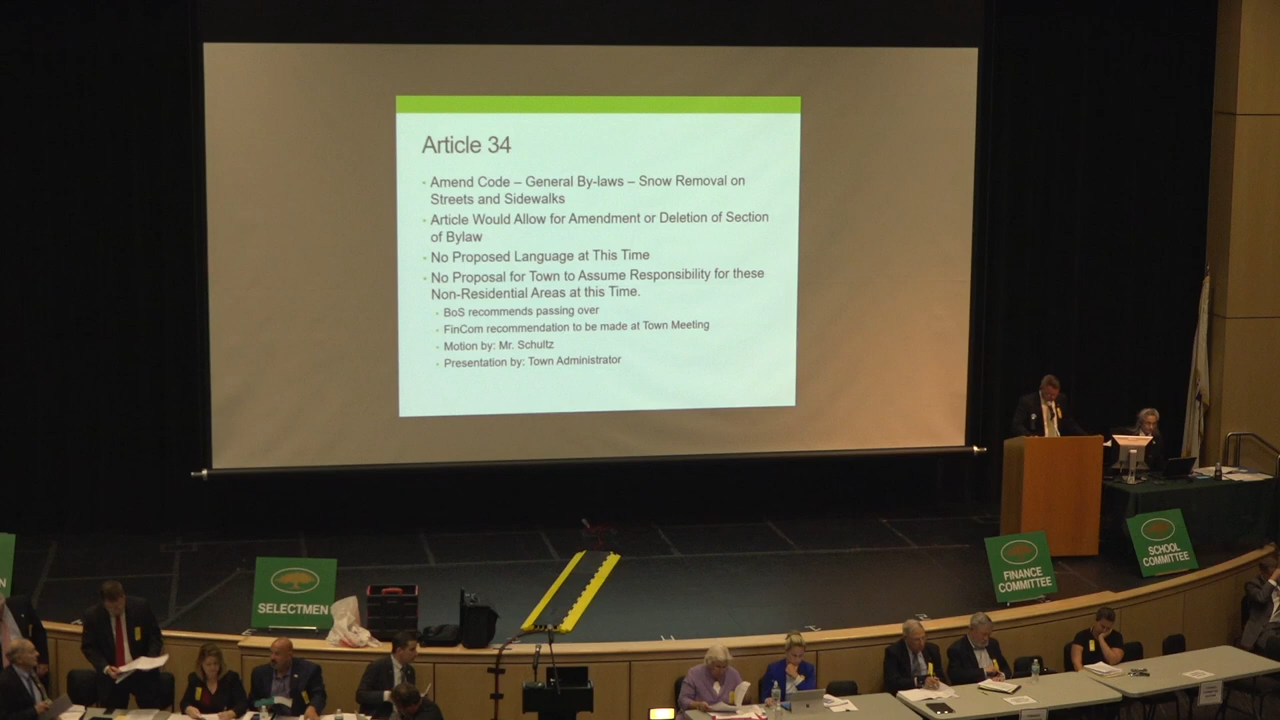 Article 34
Amend Code – General By-laws – Snow Removal on
Streets and Sidewalks
Article Would Allow for Amendment or Deletion of Section
of Bylaw
No Proposed Language at This Time
No Proposal for Town to Assume Responsibility for these
Non-Residential Areas at this Time.
BoS recommends passing over
FinCom recommendation to be made at Town Meeting
Motion by: Mr. Schultz
Presentation by: Town Administrator
SELECTMEN
FINANCE
COMMITTEE
SCHOOL
COMMITTEE